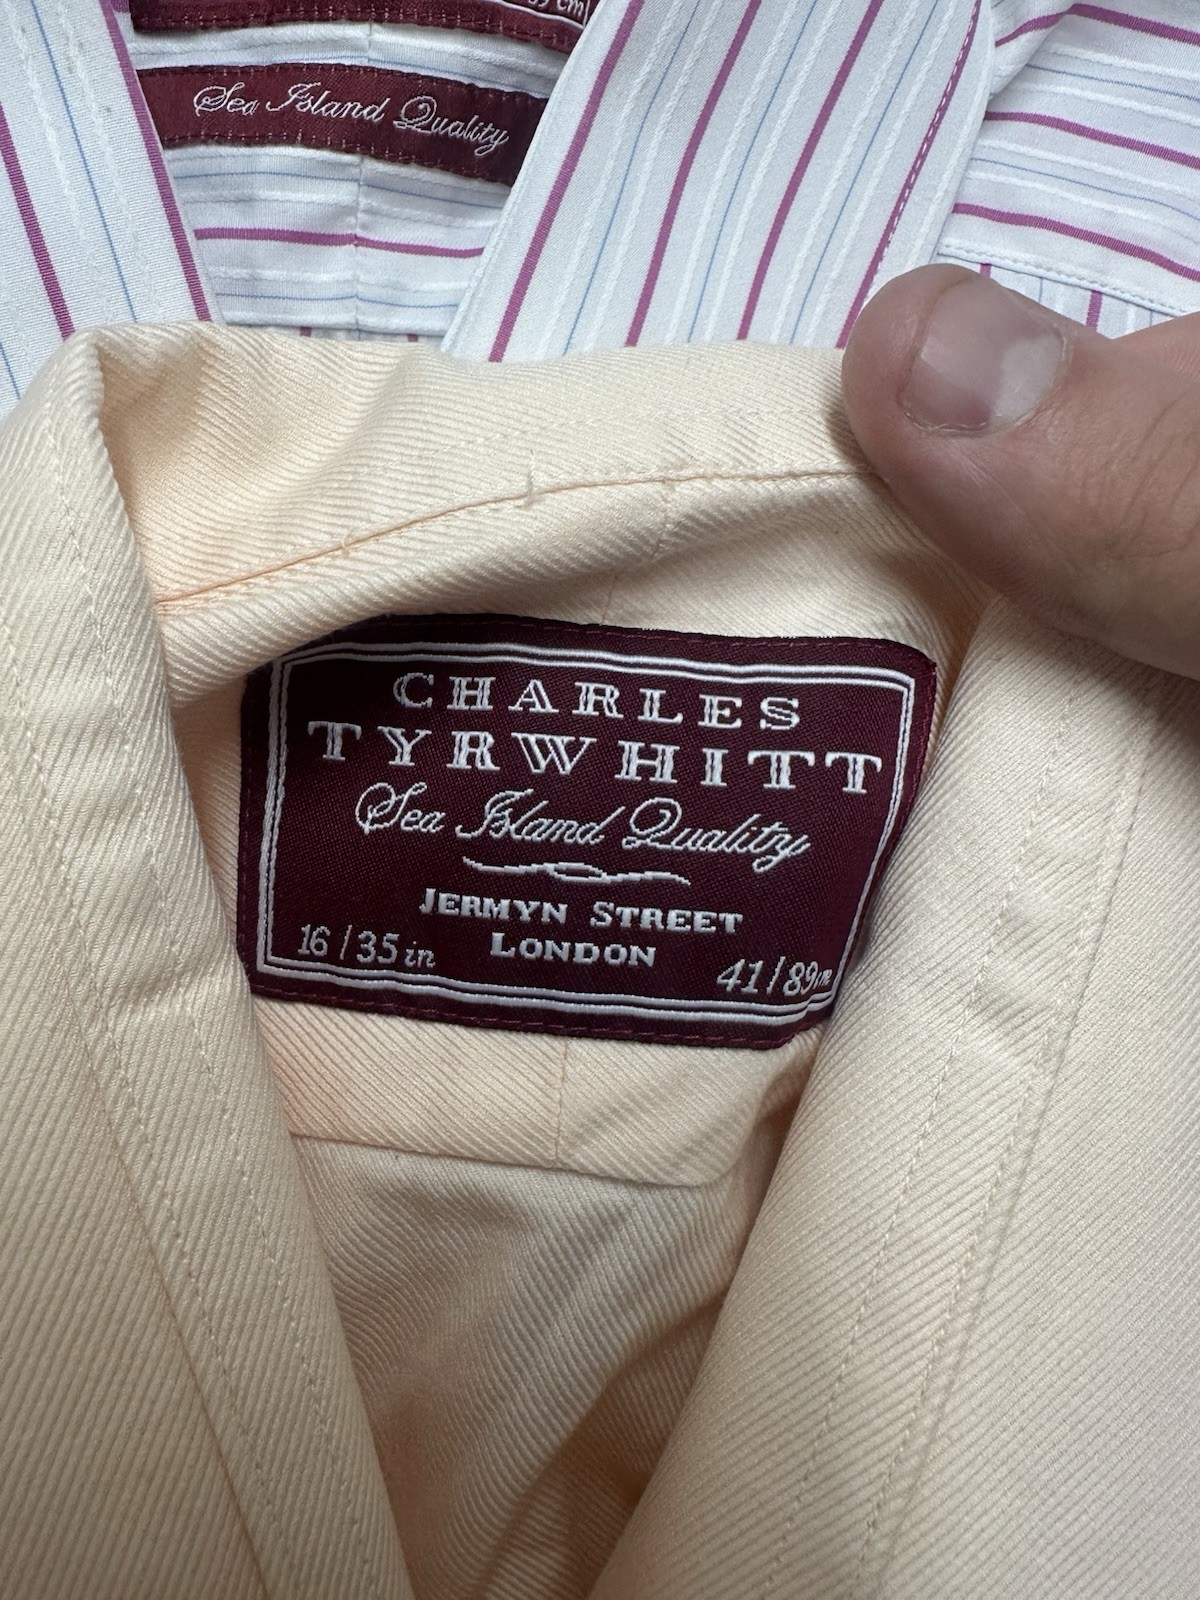 Sea Island Quality
CHARLES
TYRWHITT
Sea Island Quality
JERMYN STREET
LONDON
16 / 35 in
41 / 89 cm